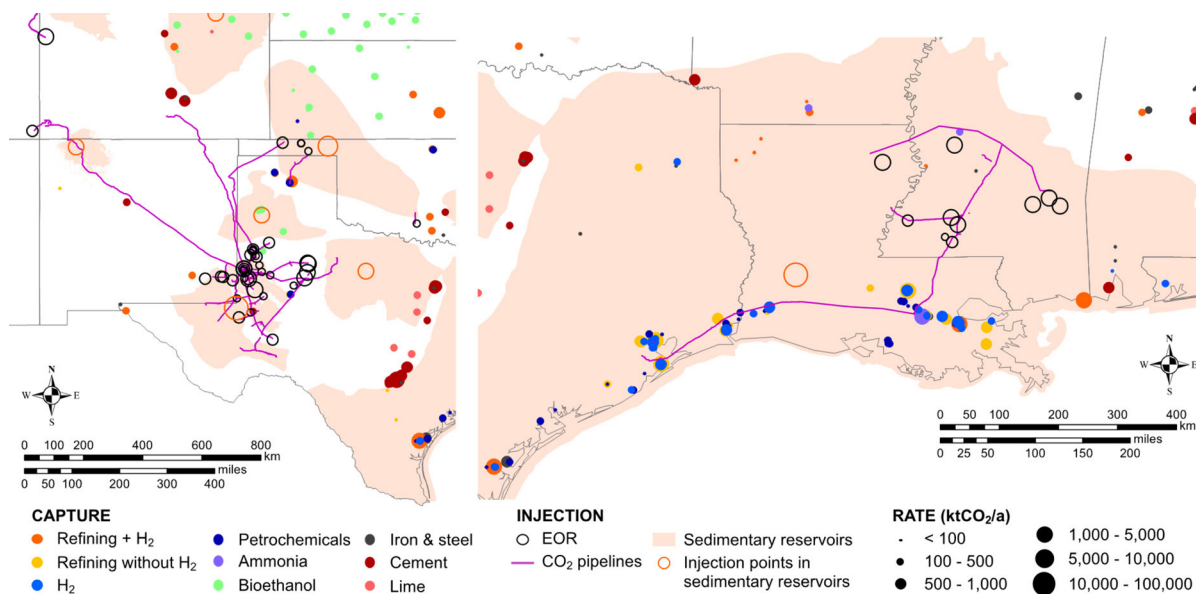 N
W E
S
0 50 100 200 400 600 800
km
miles
0 50 100 200 300 400
N
W E
S
0 50 100 200 300 400
km
miles
0 25 50 100 150 200
CAPTURE
Refining + H₂
Refining without H₂
H₂
Petrochemicals
Ammonia
Bioethanol
Iron & steel
Cement
Lime
INJECTION
EOR
CO₂ pipelines
Sedimentary reservoirs
Injection points in
sedimentary reservoirs
RATE (ktCO₂/a)
< 100
100 - 500
500 - 1,000
1,000 - 5,000
5,000 - 10,000
10,000 - 100,000